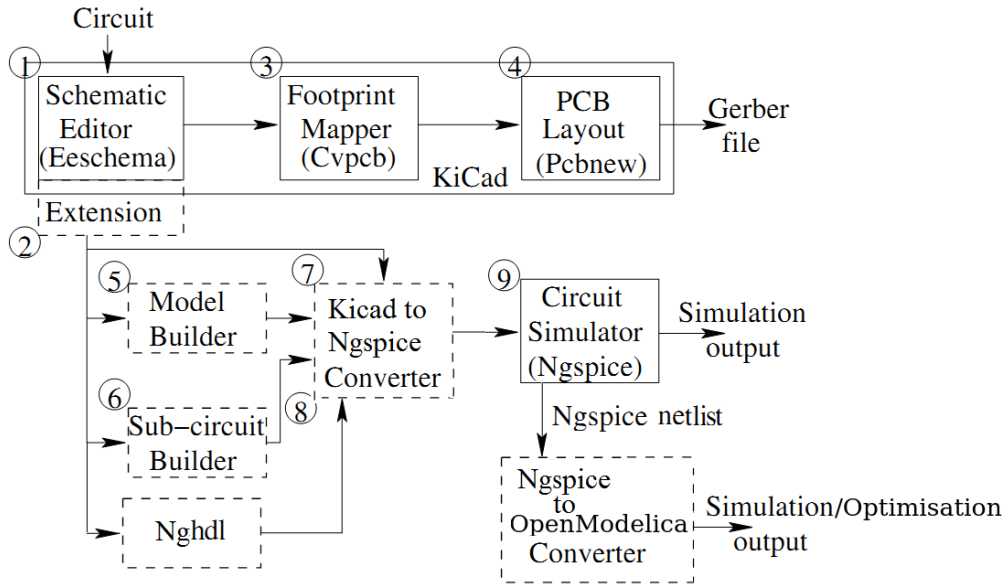 Circuit
1
Schematic
Editor
(Eeschema)
3
Footprint
Mapper
(Cvpcb)
4
PCB
Layout
(Pcbnew)
Gerber
file
KiCad
Extension
2
5
Model
Builder
7
Kicad to
Ngspice
Converter
9
Circuit
Simulator
(Ngspice)
Simulation
output
6
Sub-circuit
Builder
8
Ngspice netlist
Nghdl
Ngspice
to
OpenModelica
Converter
Simulation/Optimisation
output